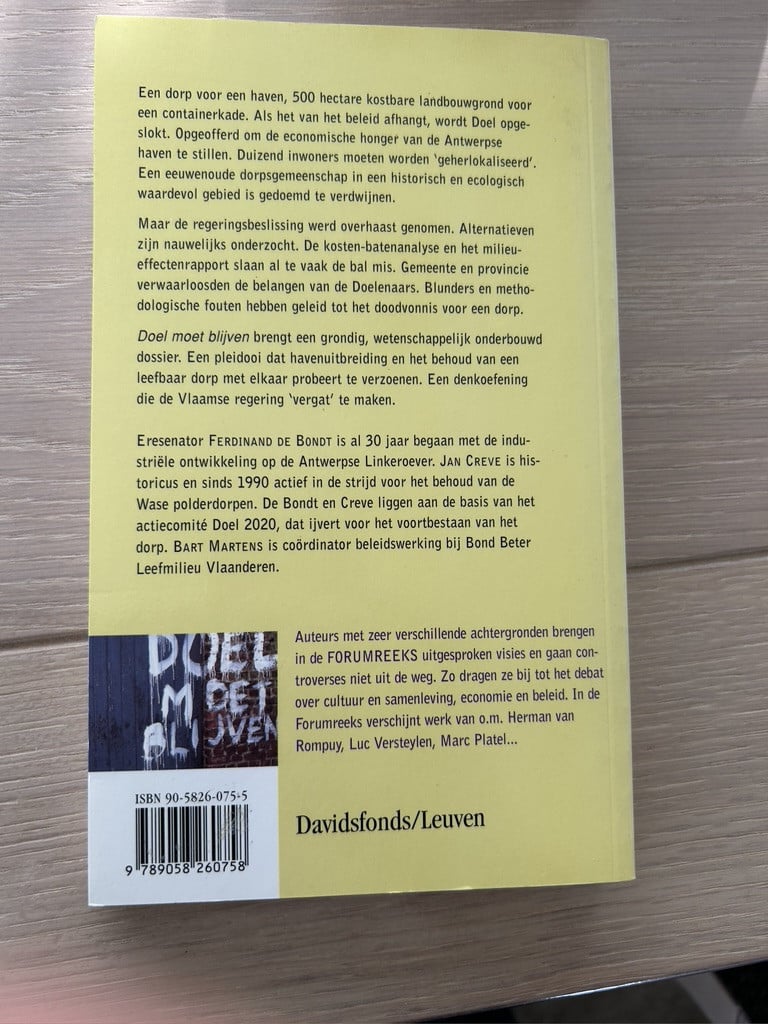 Een dorp voor een haven, 500 hectare kostbare landbouwgrond voor
een containerkade. Als het van het beleid afhangt, wordt Doel opge-
slokt. Opgeofferd om de economische honger van de Antwerpse
haven te stillen. Duizend inwoners moeten worden 'geherlokaliseerd'.
Een eeuwenoude dorpsgemeenschap in een historisch en ecologisch
waardevol gebied is gedoemd te verdwijnen.
Maar de regeringsbeslissing werd overhaast genomen. Alternatieven
zijn nauwelijks onderzocht. De kosten-batenanalyse en het milieu-
effectenrapport slaan al te vaak de bal mis. Gemeente en provincie
verwaarloosden de belangen van de Doelenaars. Blunders en metho-
dologische fouten hebben geleid tot het doodvonnis voor een dorp.
Doel moet blijven brengt een grondig, wetenschappelijk onderbouwd
dossier. Een pleidooi dat havenuitbreiding en het behoud van een
leefbaar dorp met elkaar probeert te verzoenen. Een denkoefening
die de Vlaamse regering 'vergat' te maken.
Eresenator FERDINAND DE BONDT is al 30 jaar begaan met de indu-
striële ontwikkeling op de Antwerpse Linkeroever. JAN CREVE is his-
toricus en sinds 1990 actief in de strijd voor het behoud van de
Wase polderdorpen. De Bondt en Creve liggen aan de basis van het
actiecomité Doel 2020, dat ijvert voor het voortbestaan van het
dorp. BART MARTENS is coördinator beleidswerking bij Bond Beter
Leefmilieu Vlaanderen.
DOEL
MOET
BLIJVEN
Auteurs met zeer verschillende achtergronden brengen
in de FORUMREEKS uitgesproken visies en gaan con-
troverses niet uit de weg. Zo dragen ze bij tot het debat
over cultuur en samenleving, economie en beleid. In de
Forumreeks verschijnt werk van o.m. Herman van
Rompuy, Luc Versteylen, Marc Platel...
ISBN 90-5826-075-5
9 789058 260758
Davidsfonds/Leuven